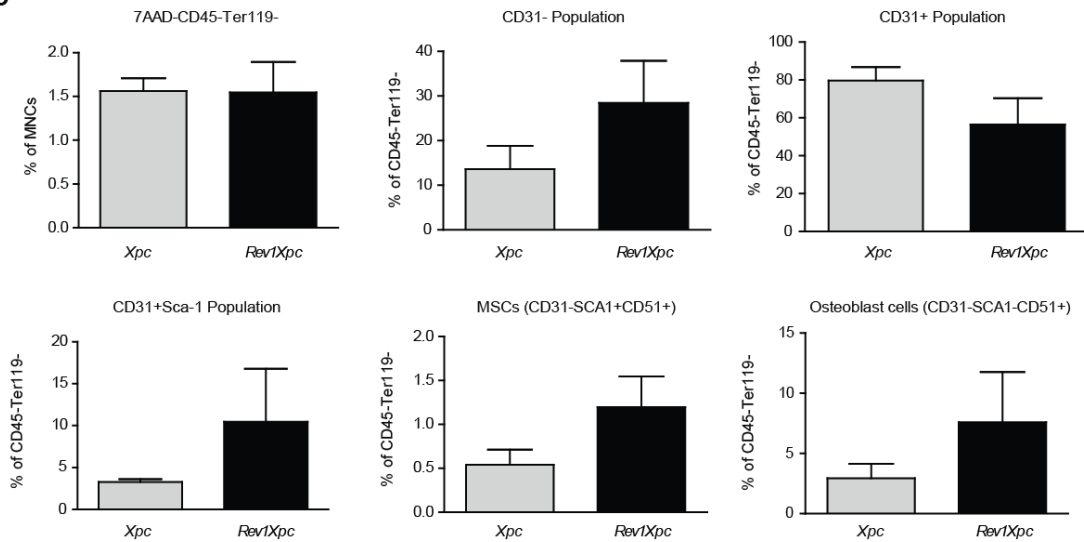 7AAD-CD45-Ter119-
% of MNCs
2.0
1.5
1.0
0.5
0.0
Xpc
Rev1Xpc
CD31- Population
% of CD45-Ter119-
40
30
20
10
0
Xpc
Rev1Xpc
CD31+ Population
% of CD45-Ter119-
100
80
60
40
20
0
Xpc
Rev1Xpc
CD31+Sca-1 Population
% of CD45-Ter119-
20
15
10
5
0
Xpc
Rev1Xpc
MSCs (CD31-SCA1+CD51+)
% of CD45-Ter119-
2.0
1.5
1.0
0.5
0.0
Xpc
Rev1Xpc
Osteoblast cells (CD31-SCA1-CD51+)
% of CD45-Ter119-
15
10
5
0
Xpc
Rev1Xpc